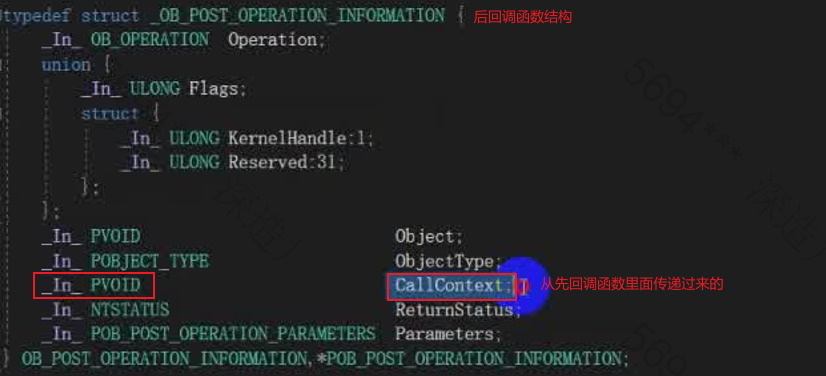 typedef struct _OB_POST_OPERATION_INFORMATION { 后回调函数结构
_In_ OB_OPERATION Operation;
union {
_In_ ULONG Flags;
struct {
_In_ ULONG KernelHandle:1;
_In_ ULONG Reserved:31;
};
};
_In_ PVOID Object;
_In_ POBJECT_TYPE ObjectType;
_In_ PVOID CallContext; 从先回调函数里面传递过来的
_In_ NTSTATUS ReturnStatus;
_In_ POB_POST_OPERATION_PARAMETERS Parameters;
} OB_POST_OPERATION_INFORMATION,*POB_POST_OPERATION_INFORMATION;